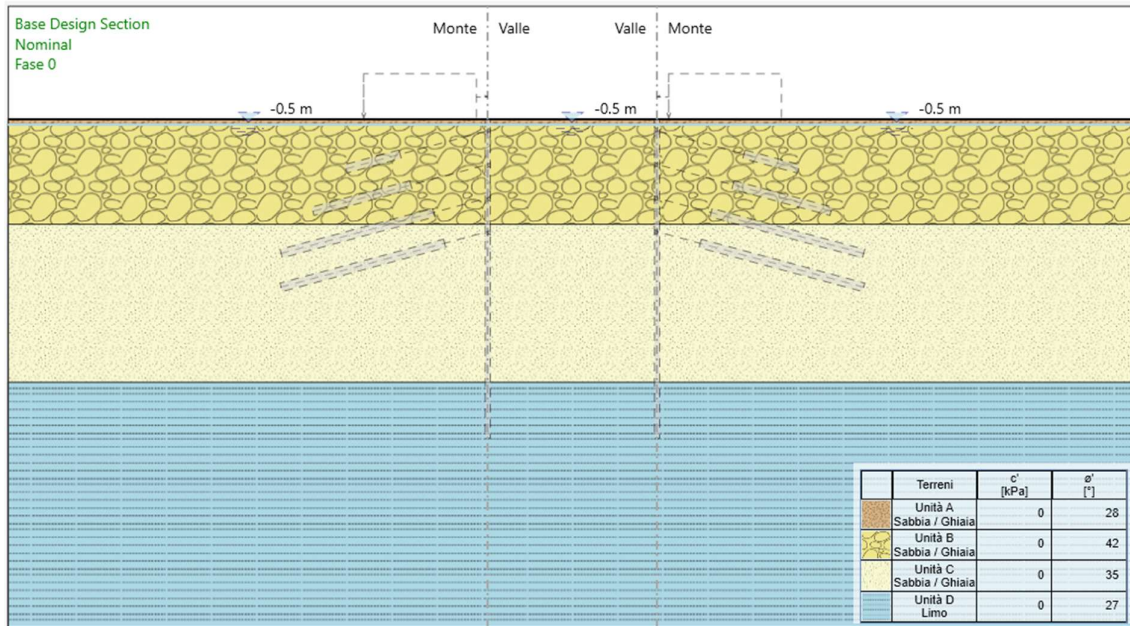 Base Design Section
Nominal
Fase 0
Monte Valle Valle Monte
-0.5 m -0.5 m -0.5 m
Terreni c' [kPa] ø' [°]
Unità A Sabbia / Ghiaia 0 28
Unità B Sabbia / Ghiaia 0 42
Unità C Sabbia / Ghiaia 0 35
Unità D Limo 0 27